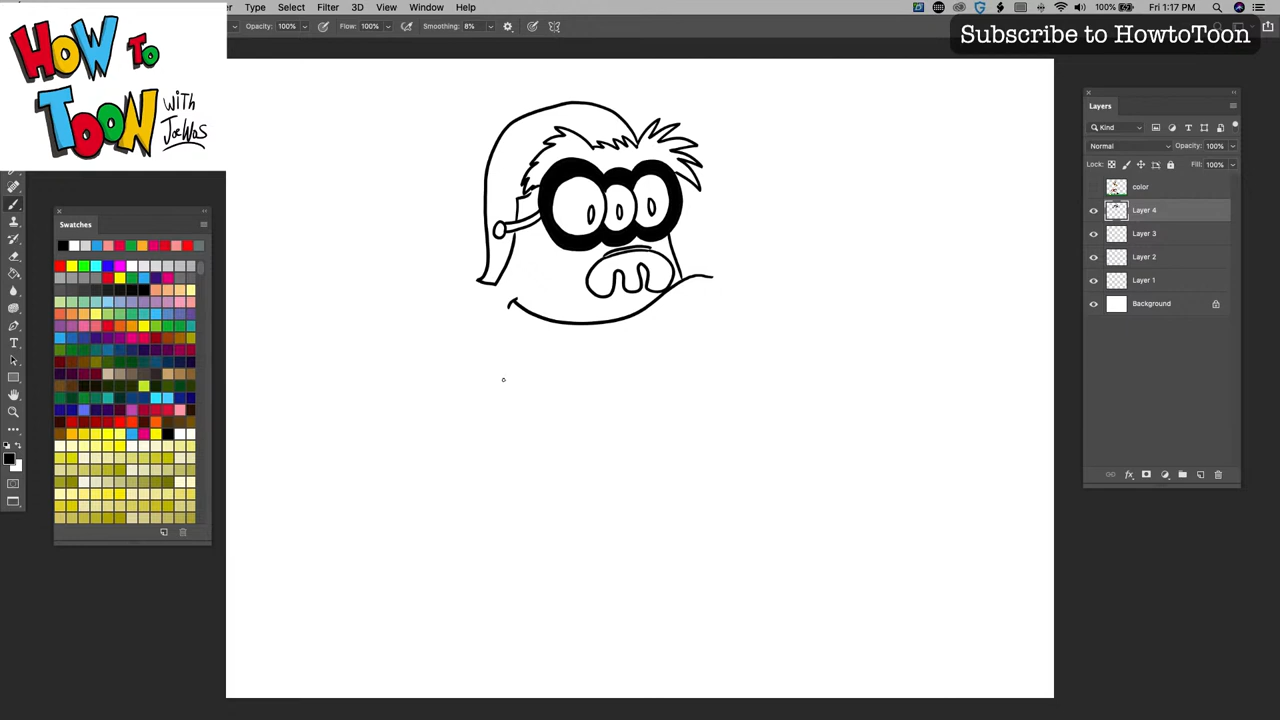 Type Select Filter 3D View Window Help
100% Fri 1:17 PM
Opacity: 100% Flow: 100% Smoothing: 8%
Subscribe to HowtoToon
HOW TO
TOON
WITH
JoeWos
Swatches
Layers
Kind
Normal Opacity: 100%
Lock: Fill: 100%
color
Layer 4
Layer 3
Layer 2
Layer 1
Background
fx